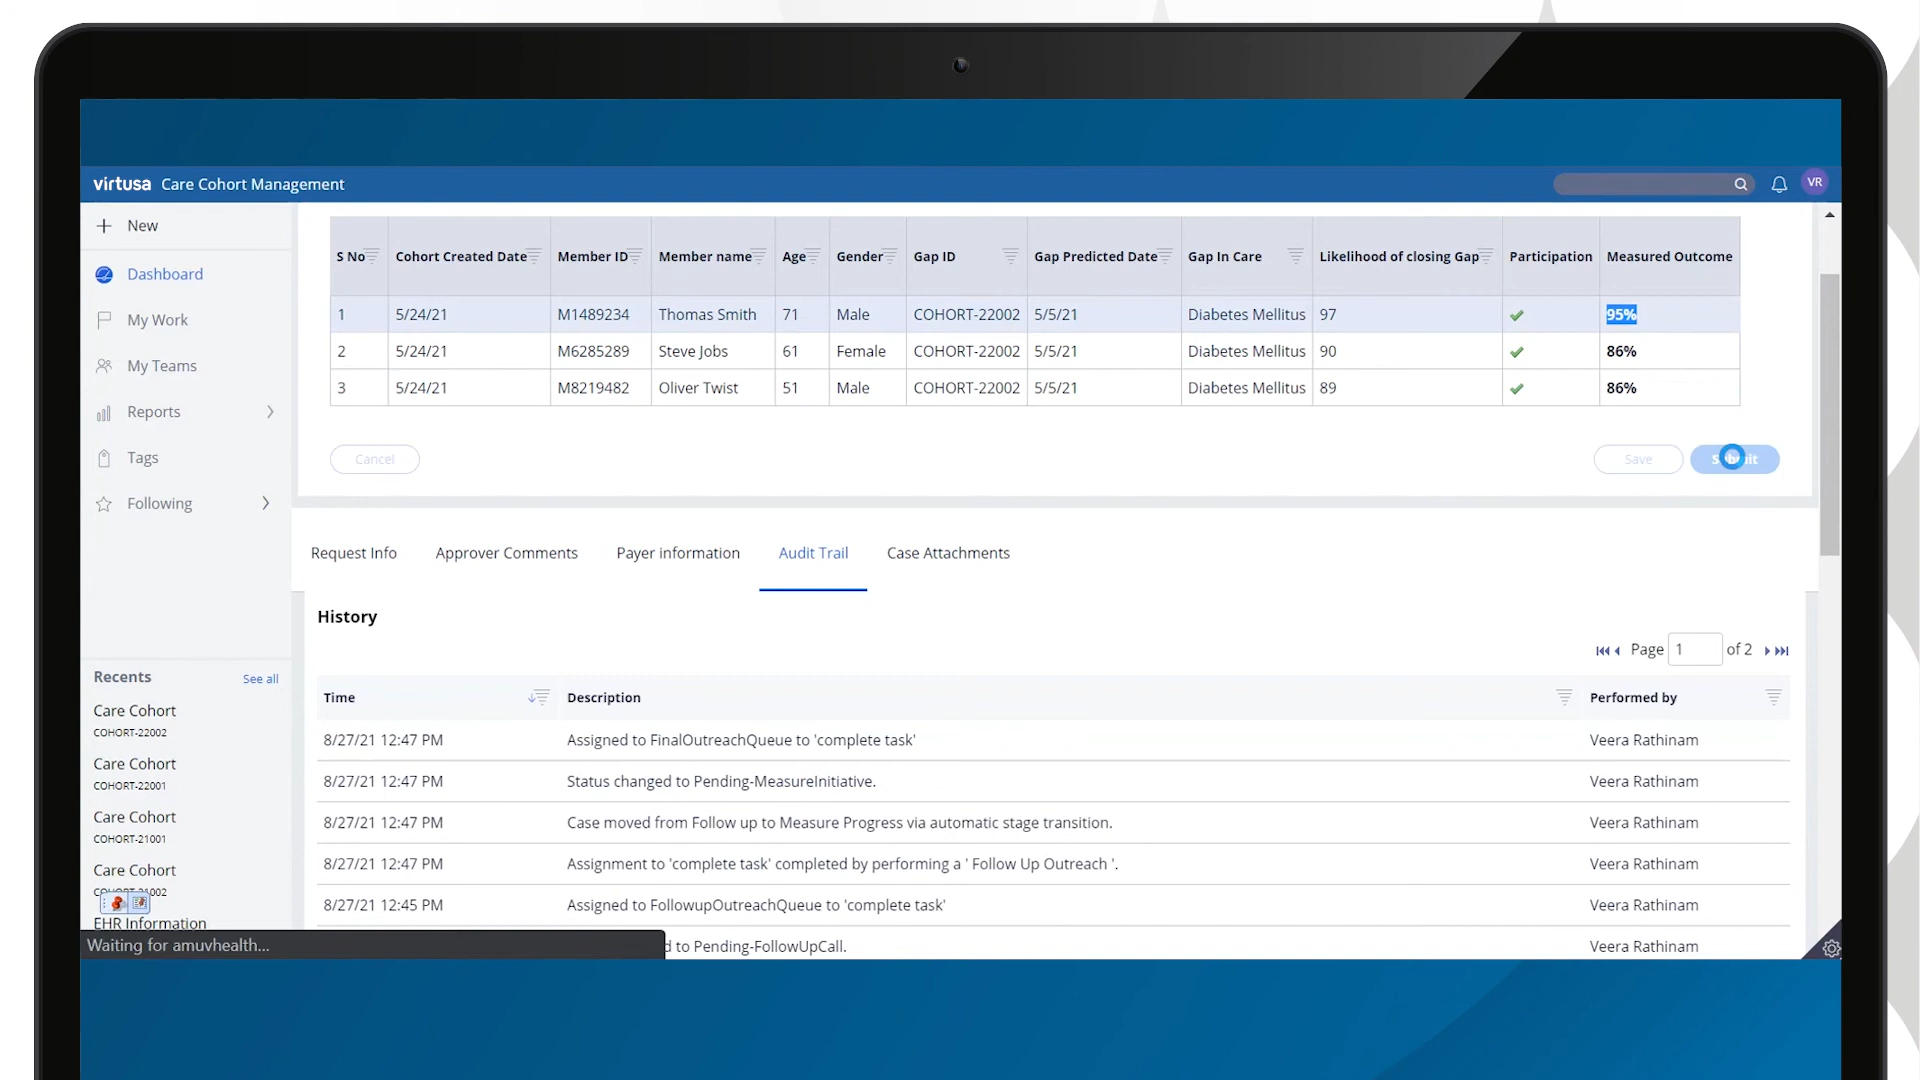 virtusa Care Cohort Management
VR
New
Dashboard
My Work
My Teams
Reports
Tags
Following
S No Cohort Created Date Member ID Member name Age Gender Gap ID Gap Predicted Date Gap In Care Likelihood of closing Gap Participation Measured Outcome
1 5/24/21 M1489234 Thomas Smith 71 Male COHORT-22002 5/5/21 Diabetes Mellitus 97 95%
2 5/24/21 M6285289 Steve Jobs 61 Female COHORT-22002 5/5/21 Diabetes Mellitus 90 86%
3 5/24/21 M8219482 Oliver Twist 51 Male COHORT-22002 5/5/21 Diabetes Mellitus 89 86%
Cancel Save Submit
Request Info Approver Comments Payer information Audit Trail Case Attachments
History
Page 1 of 2
Time Description Performed by
8/27/21 12:47 PM Assigned to FinalOutreachQueue to 'complete task' Veera Rathinam
8/27/21 12:47 PM Status changed to Pending-MeasureInitiative. Veera Rathinam
8/27/21 12:47 PM Case moved from Follow up to Measure Progress via automatic stage transition. Veera Rathinam
8/27/21 12:47 PM Assignment to 'complete task' completed by performing a ' Follow Up Outreach '. Veera Rathinam
8/27/21 12:45 PM Assigned to FollowupOutreachQueue to 'complete task' Veera Rathinam
d to Pending-FollowUpCall. Veera Rathinam
Recents See all
Care Cohort
COHORT-22002
Care Cohort
COHORT-22001
Care Cohort
COHORT-21001
Care Cohort
COHORT-21002
EHR Information
Waiting for amuvhealth...